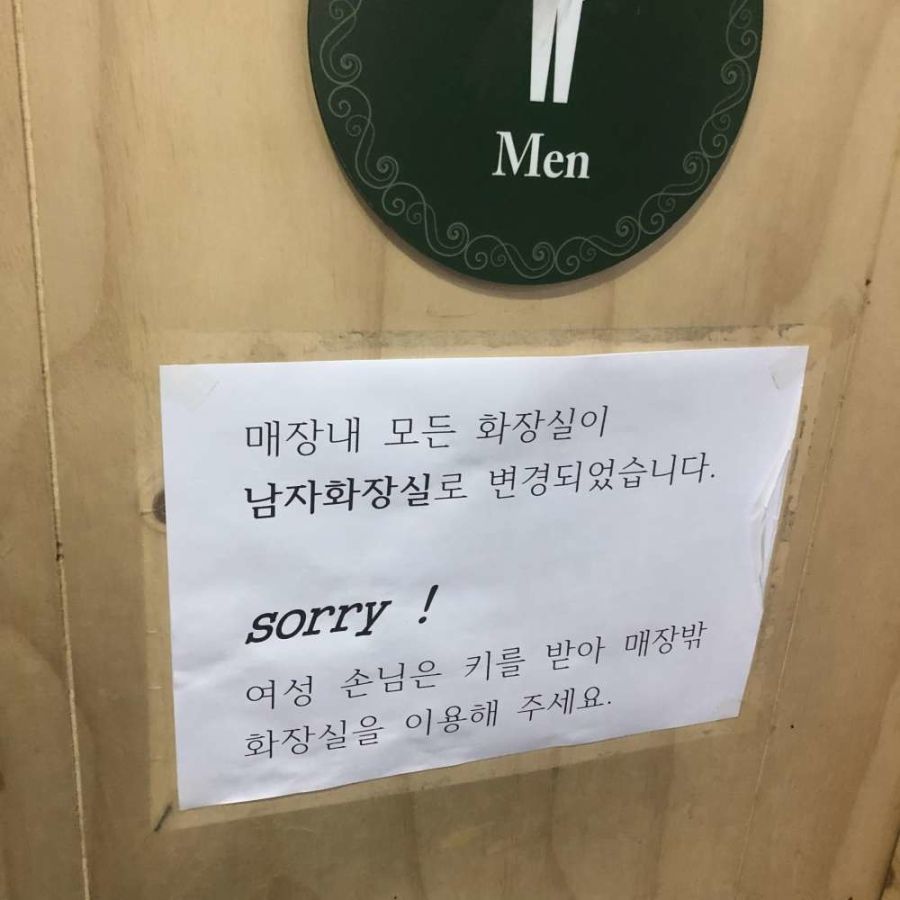 Men
매장내 모든 화장실이
남자화장실로 변경되었습니다.
sorry !
여성 손님은 키를 받아 매장밖
화장실을 이용해 주세요.